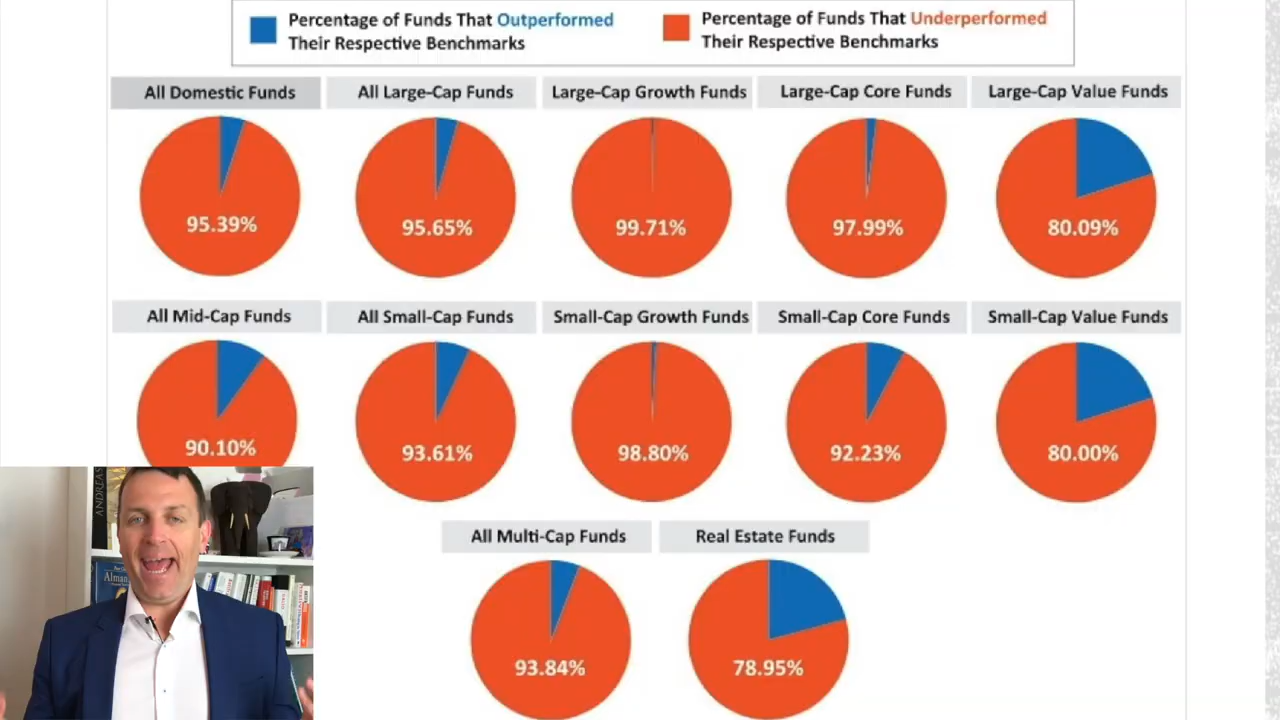 Percentage of Funds That Outperformed
Their Respective Benchmarks
Percentage of Funds That Underperformed
Their Respective Benchmarks
All Domestic Funds
All Large-Cap Funds
Large-Cap Growth Funds
Large-Cap Core Funds
Large-Cap Value Funds
95.39%
95.65%
99.71%
97.99%
80.09%
All Mid-Cap Funds
All Small-Cap Funds
Small-Cap Growth Funds
Small-Cap Core Funds
Small-Cap Value Funds
90.10%
93.61%
98.80%
92.23%
80.00%
All Multi-Cap Funds
Real Estate Funds
93.84%
78.95%
ANDREAS